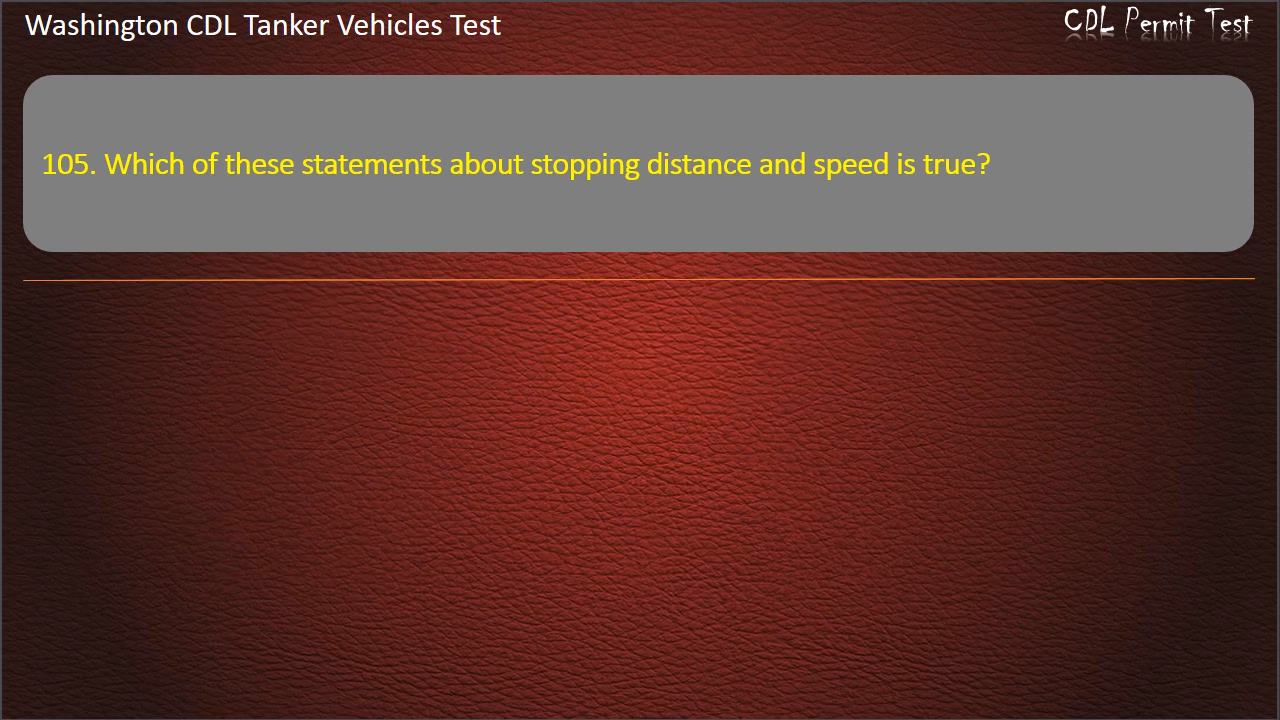 Washington CDL Tanker Vehicles Test
CDL Permit Test
105. Which of these statements about stopping distance and speed is true?